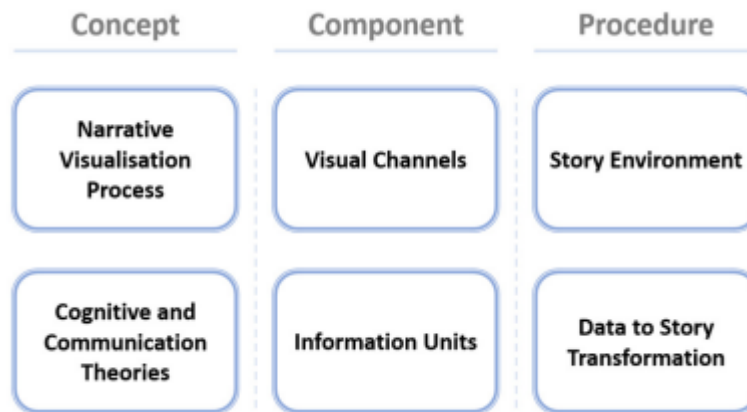 Concept
Component
Procedure
Narrative
Visualisation
Process
Visual Channels
Story Environment
Cognitive and
Communication
Theories
Information Units
Data to Story
Transformation